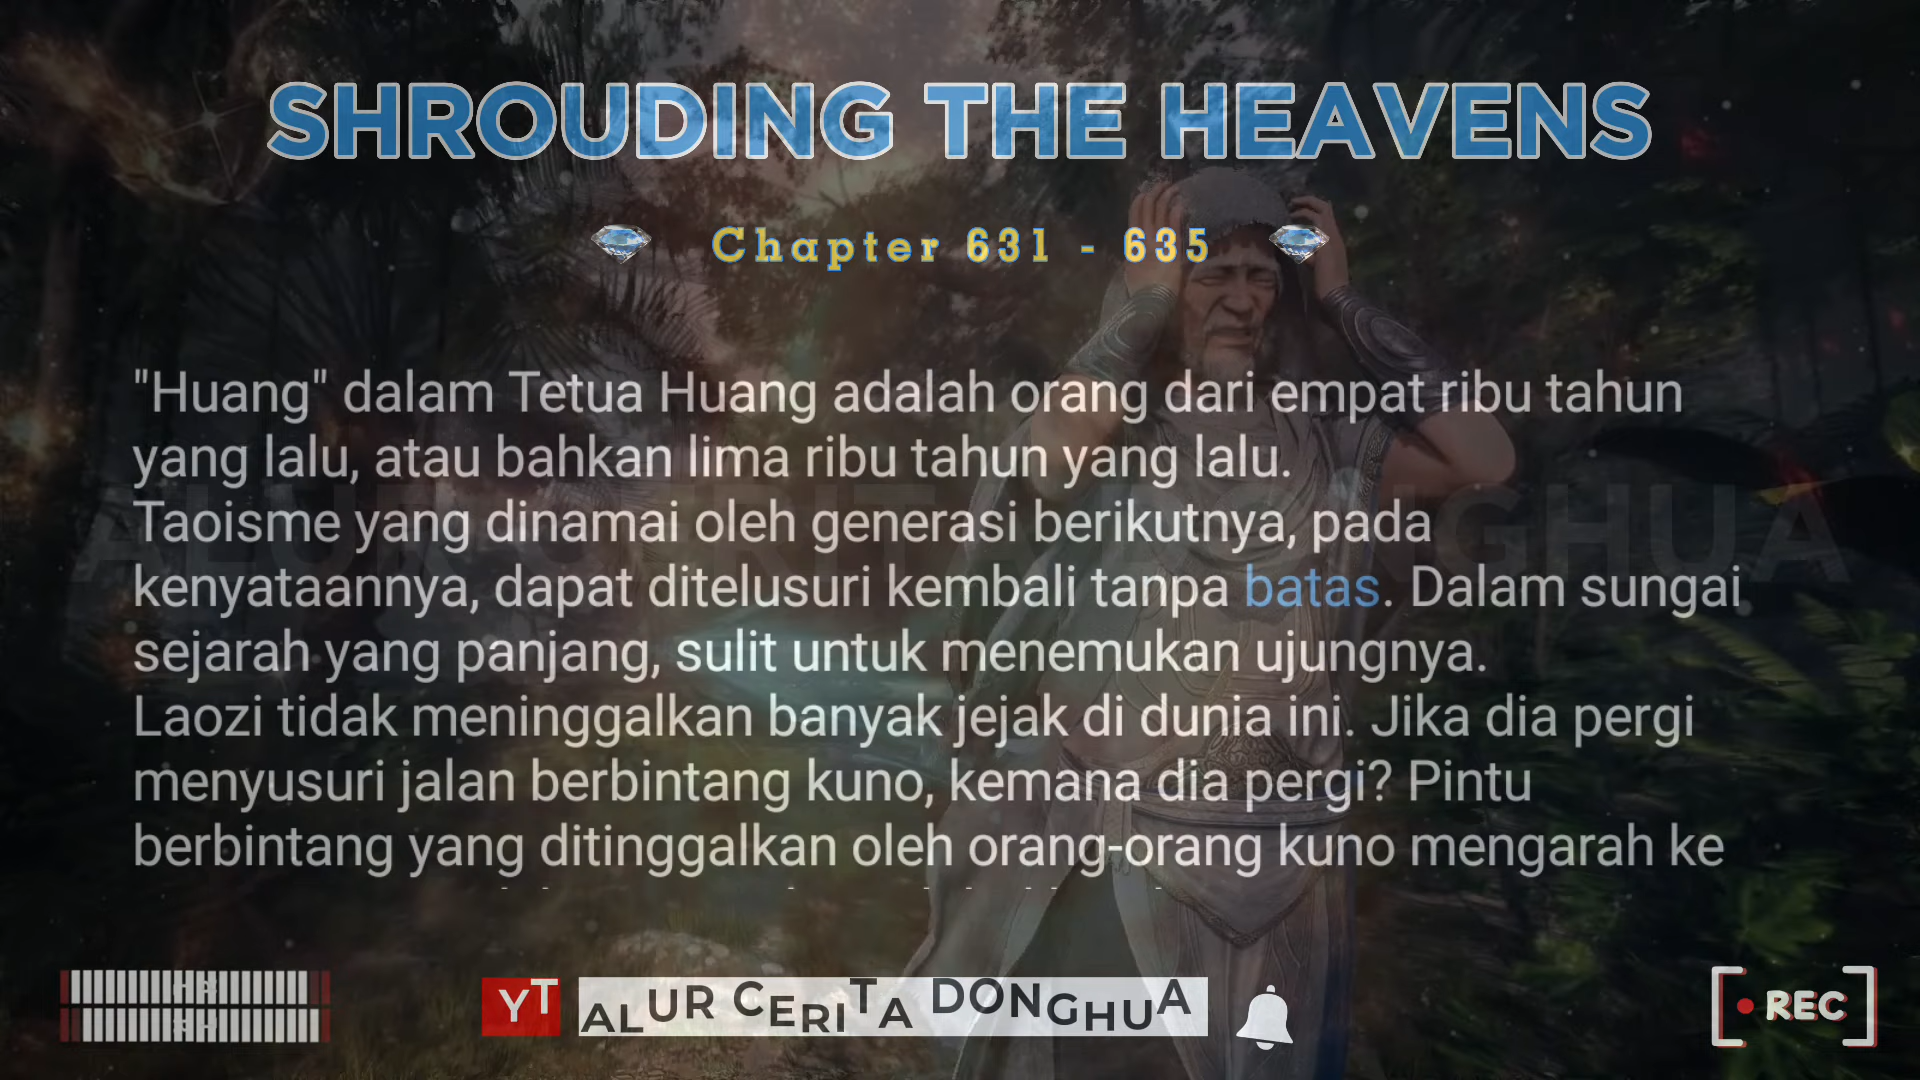 SHROUDING THE HEAVENS
Chapter 631 - 635
"Huang" dalam Tetua Huang adalah orang dari empat ribu tahun
yang lalu, atau bahkan lima ribu tahun yang lalu.
Taoisme yang dinamai oleh generasi berikutnya, pada
kenyataannya, dapat ditelusuri kembali tanpa batas. Dalam sungai
sejarah yang panjang, sulit untuk menemukan ujungnya.
Laozi tidak meninggalkan banyak jejak di dunia ini. Jika dia pergi
menyusuri jalan berbintang kuno, kemana dia pergi? Pintu
berbintang yang ditinggalkan oleh orang-orang kuno mengarah ke
ALUR CERITA DONGHUA
YT ALUR CERITA DONGHUA
REC